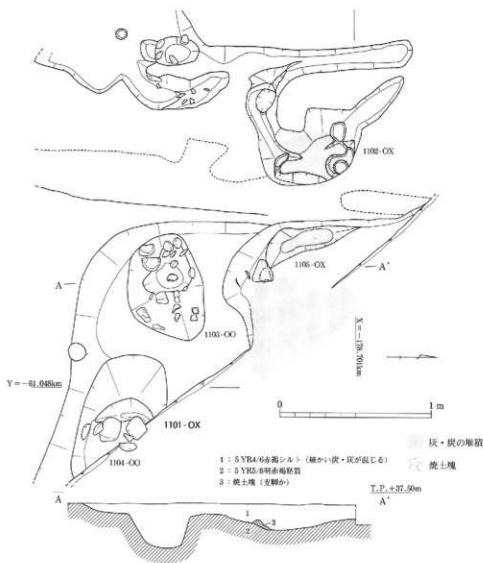 1102-OX
1105-OX
A
A'
1103-OO
X=-178.701km
Y=-61.048km
1101-OX
1104-OO
0
1 m
灰・炭の堆積
焼土塊
1：5YR4/6赤褐シルト（細かい炭・灰が混じる）
2：5YR5/8明赤褐粘質
3：焼土塊（支脚か）
T.P.+37.50m
A
A'
1
3
2